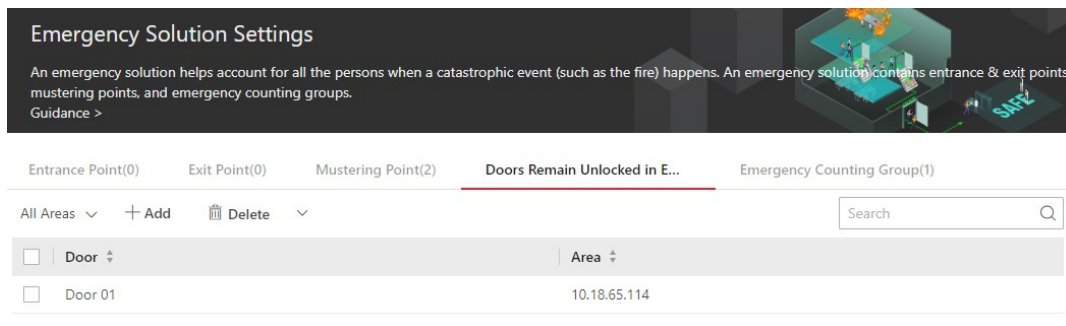 Emergency Solution Settings
An emergency solution helps account for all the persons when a catastrophic event (such as the fire) happens. An emergency solution contains entrance & exit points
mustering points, and emergency counting groups.
Guidance >
SAFE
Entrance Point(0) Exit Point(0) Mustering Point(2) Doors Remain Unlocked in E... Emergency Counting Group(1)
All Areas + Add Delete Search
Door Area
Door 01 10.18.65.114